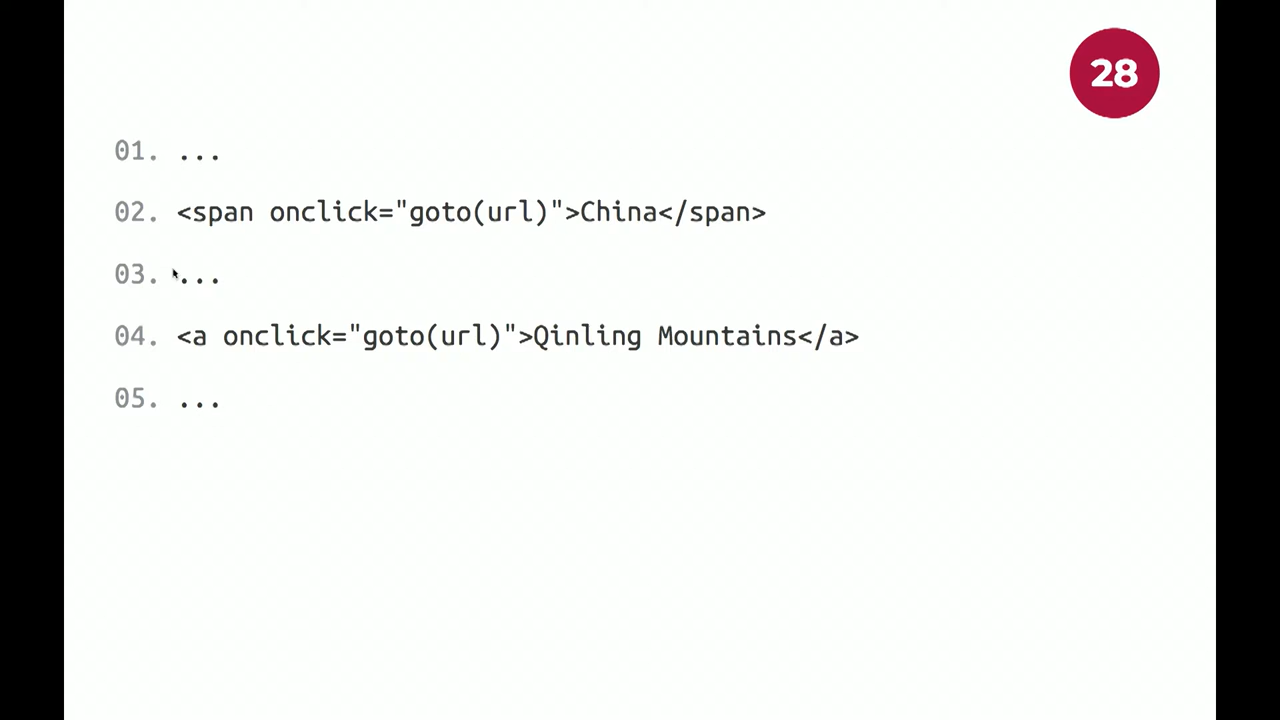 28
01. ...
02. <span onclick="goto(url)">China</span>
03. ...
04. <a onclick="goto(url)">Qinling Mountains</a>
05. ...